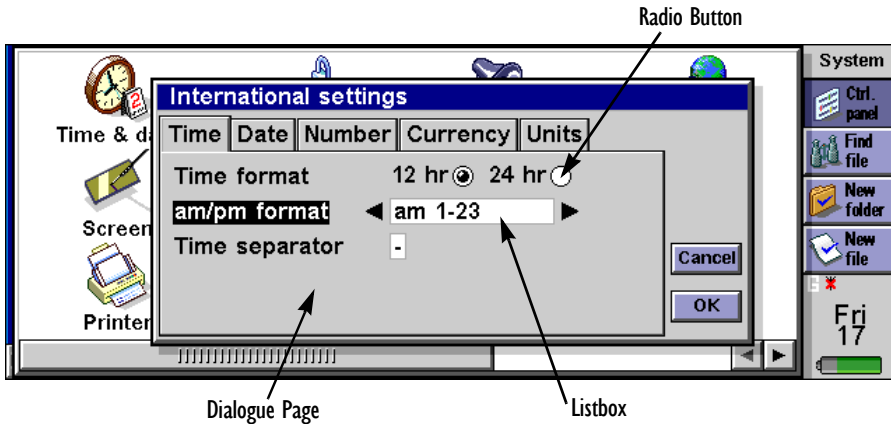 Radio Button
System
Ctrl.
panel
Find
file
New
folder
New
file
Fri
17
Time & da
Screen
Printer
International settings
Time Date Number Currency Units
Time format 12 hr 24 hr
am/pm format am 1-23
Time separator -
Cancel
OK
Dialogue Page
Listbox